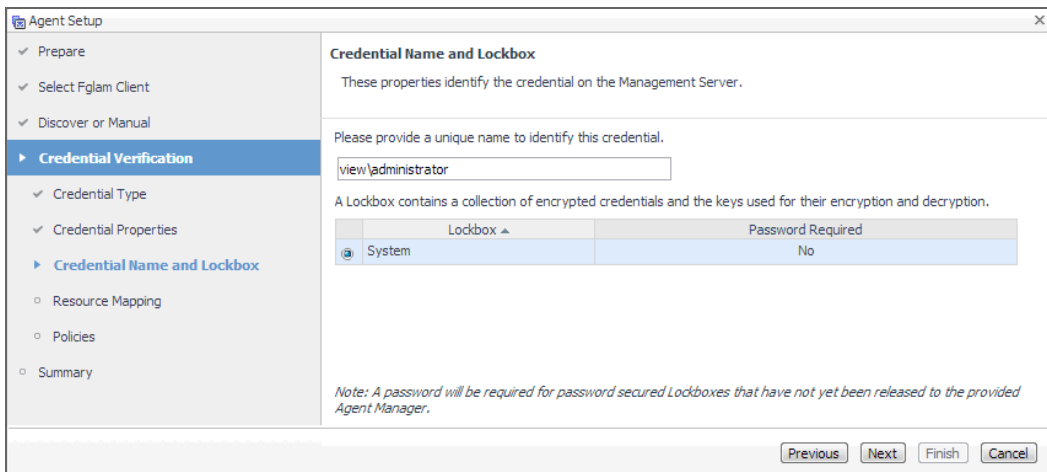 Agent Setup
Prepare
Select Fglam Client
Discover or Manual
Credential Verification
Credential Type
Credential Properties
Credential Name and Lockbox
Resource Mapping
Policies
Summary
Credential Name and Lockbox
These properties identify the credential on the Management Server.
Please provide a unique name to identify this credential.
view\administrator
A Lockbox contains a collection of encrypted credentials and the keys used for their encryption and decryption.
Lockbox Password Required
System No
Note: A password will be required for password secured Lockboxes that have not yet been released to the provided
Agent Manager.
Previous Next Finish Cancel